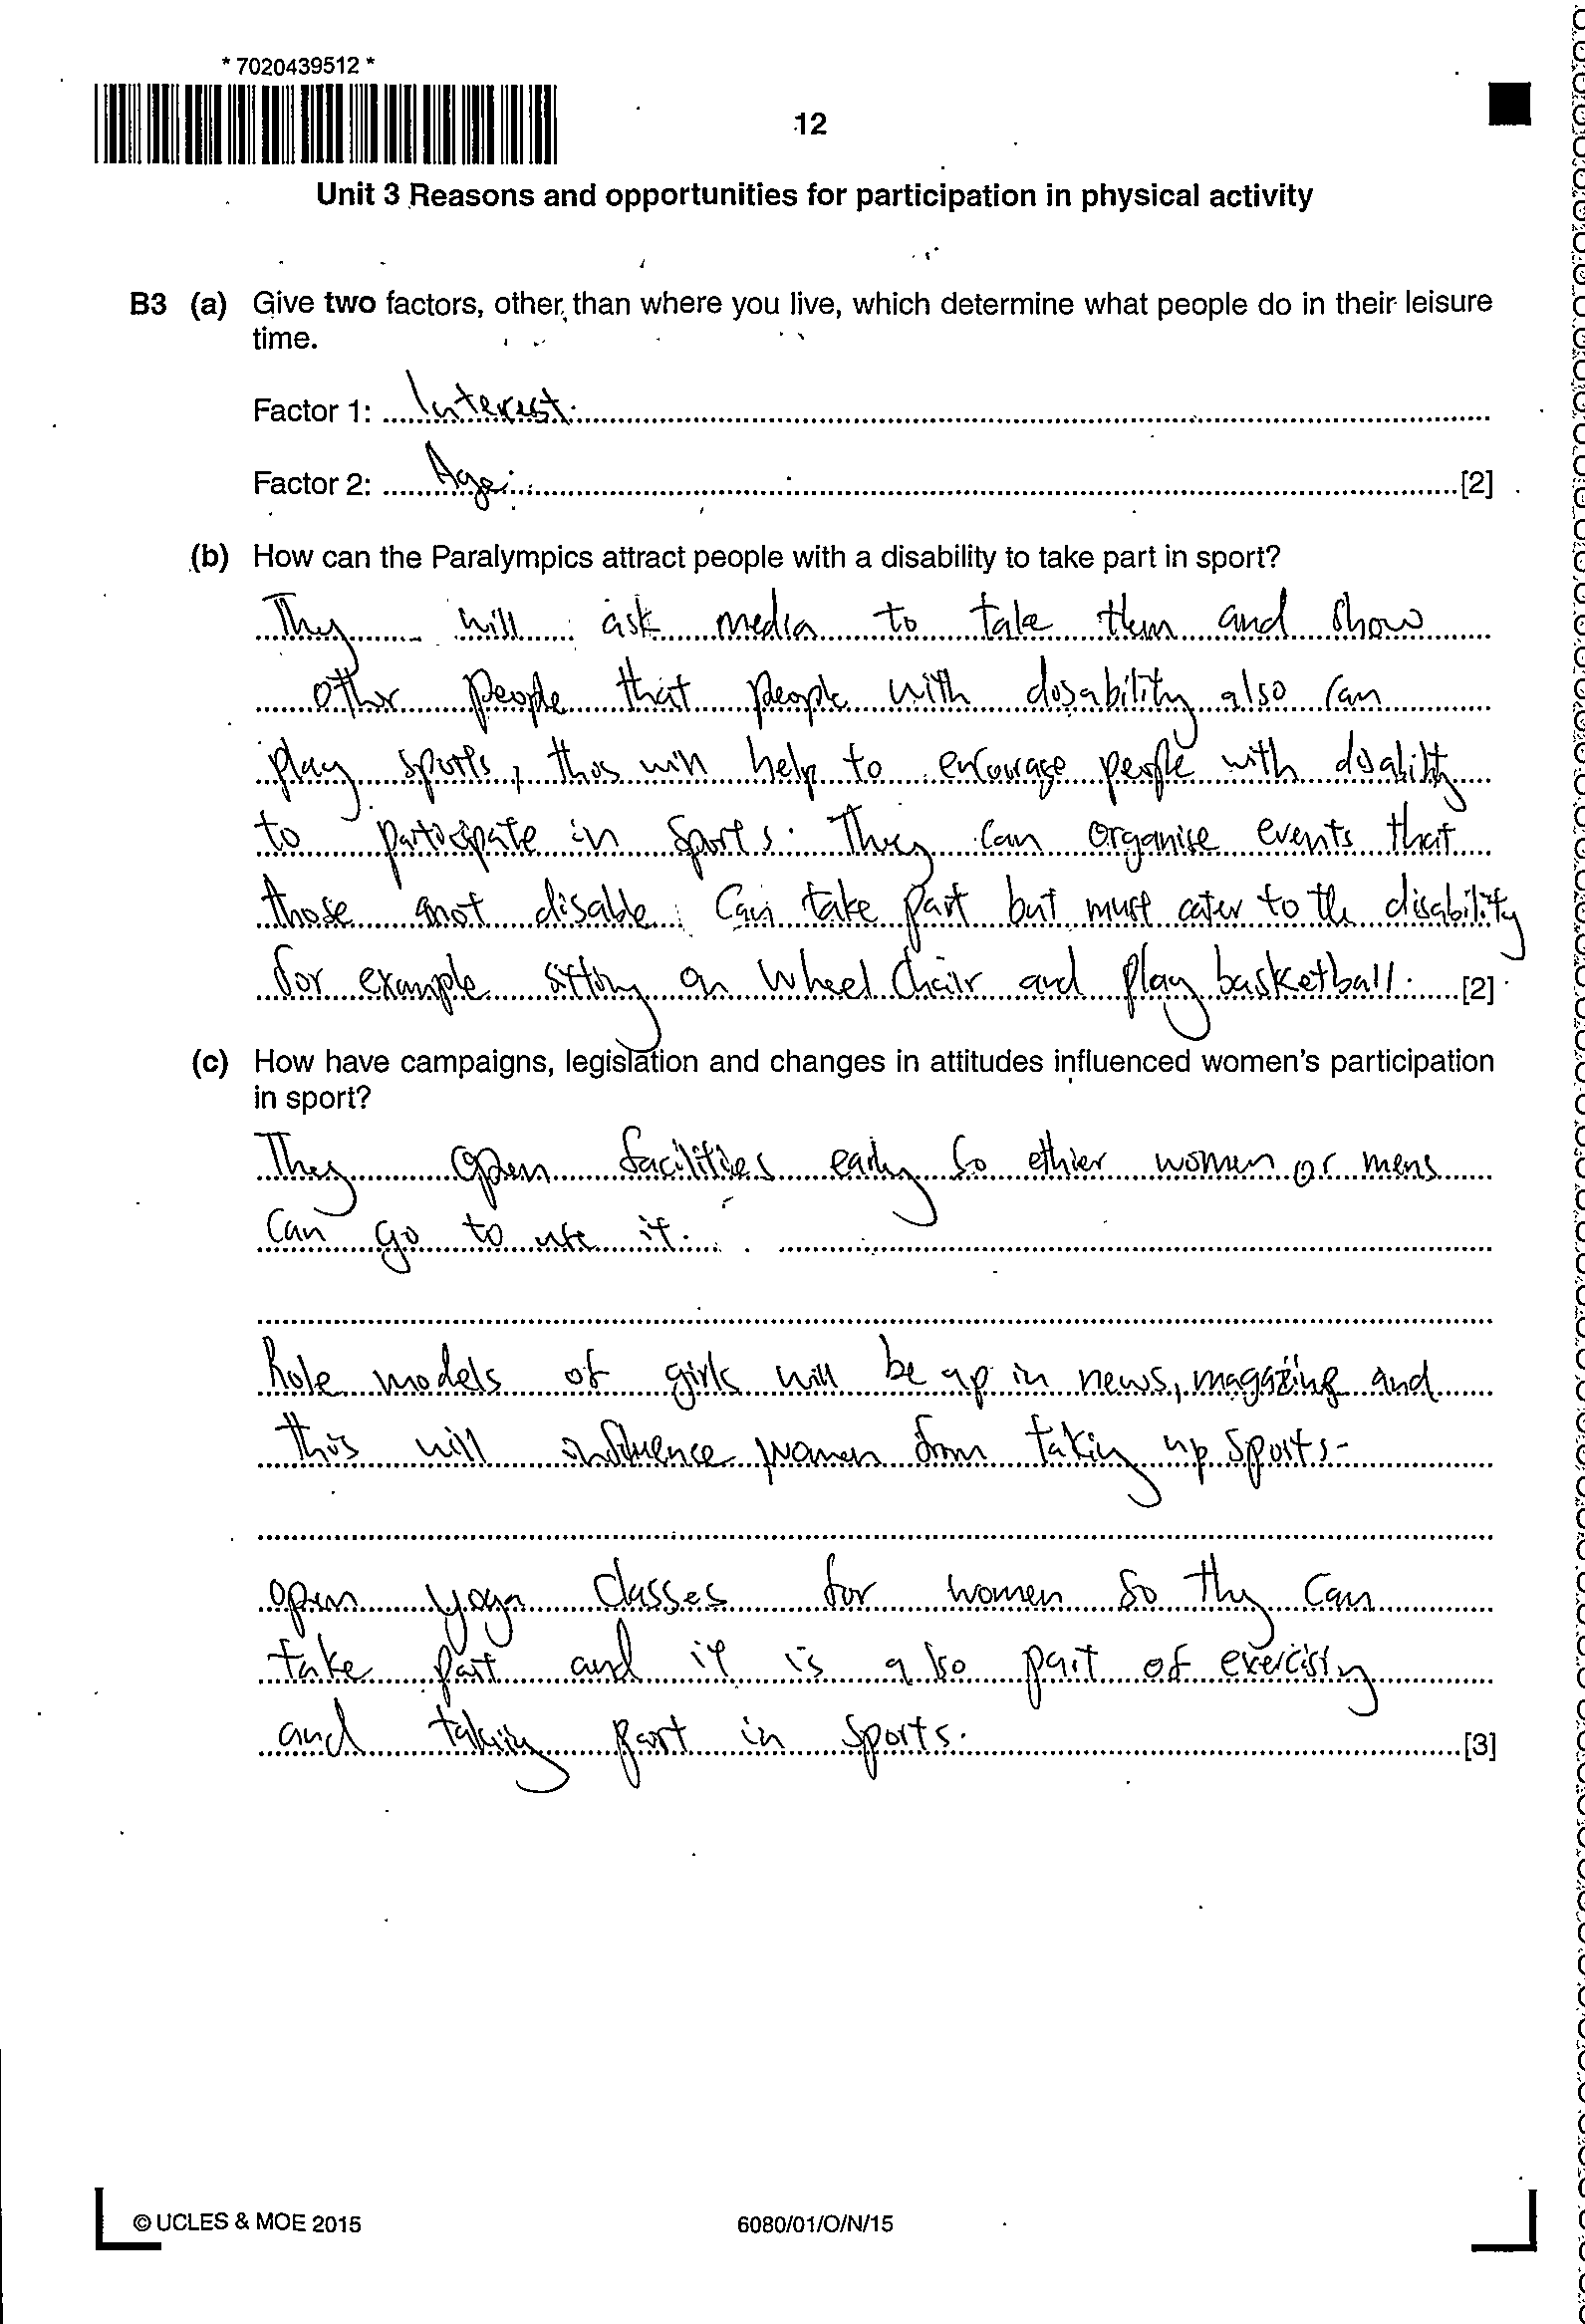 * 7020439512 *
12
Unit 3 Reasons and opportunities for participation in physical activity
B3 (a) Give two factors, other than where you live, which determine what people do in their leisure
time.
Factor 1: Interest.
Factor 2: Age. [2]
(b) How can the Paralympics attract people with a disability to take part in sport?
They will ask media to take them and show
other people that people with disability also can
play sports, this will help to encourage people with disability
to participate in sports. They can organise events that
those not disable can take part but must cater to the disability
for example sitting on wheel chair and play basketball. [2]
(c) How have campaigns, legislation and changes in attitudes influenced women's participation
in sport?
They open facilities early so ethier women or mens
can go to use it.
Role models of girls will be up in news, magazing and
this will influence women from taking up sports.
open yoga classes for women so thy can
take part and it is also part of exercisiy
and taking part in sports. [3]
© UCLES & MOE 2015
6080/01/O/N/15